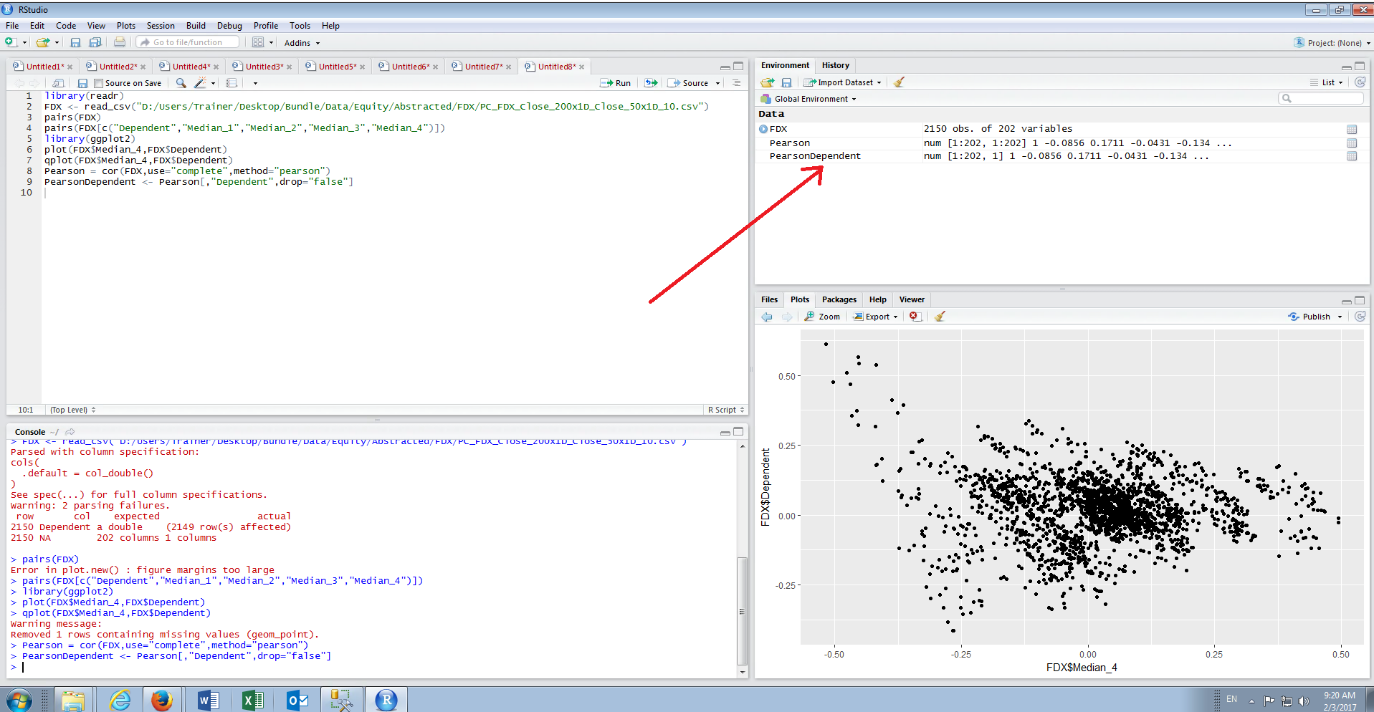 RStudio
File Edit Code View Plots Session Build Debug Profile Tools Help
Go to file/function Addins Project: (None)
Untitled1* Untitled2* Untitled4* Untitled3* Untitled5* Untitled6* Untitled7* Untitled8*
Source on Save Run Source
1 library(readr)
2 FDX <- read_csv("D:/Users/Trainer/Desktop/Bundle/Data/Equity/Abstracted/FDX/PC_FDX_Close_200x1D_Close_50x1D_10.csv")
3 pairs(FDX)
4 pairs(FDX[c("Dependent","Median_1","Median_2","Median_3","Median_4")])
5 library(ggplot2)
6 plot(FDX$Median_4,FDX$Dependent)
7 qplot(FDX$Median_4,FDX$Dependent)
8 Pearson = cor(FDX,use="complete",method="pearson")
9 PearsonDependent <- Pearson[,"Dependent",drop="false"]
10
10:1 (Top Level) R Script
Console ~/
> FDX <- read_csv("D:/Users/Trainer/Desktop/Bundle/Data/Equity/Abstracted/FDX/PC_FDX_Close_200x1D_Close_50x1D_10.csv")
Parsed with column specification:
cols(
.default = col_double()
)
See spec(...) for full column specifications.
Warning: 2 parsing failures.
row col expected actual
2150 Dependent a double (2149 row(s) affected)
2150 NA 202 columns 1 columns
> pairs(FDX)
Error in plot.new() : figure margins too large
> pairs(FDX[c("Dependent","Median_1","Median_2","Median_3","Median_4")])
> library(ggplot2)
> plot(FDX$Median_4,FDX$Dependent)
> qplot(FDX$Median_4,FDX$Dependent)
Warning message:
Removed 1 rows containing missing values (geom_point).
> Pearson = cor(FDX,use="complete",method="pearson")
> PearsonDependent <- Pearson[,"Dependent",drop="false"]
>
Environment History
Import Dataset List
Global Environment
Data
FDX 2150 obs. of 202 variables
Pearson num [1:202, 1:202] 1 -0.0856 0.1711 -0.0431 -0.134 ...
PearsonDependent num [1:202, 1] 1 -0.0856 0.1711 -0.0431 -0.134 ...
Files Plots Packages Help Viewer
Zoom Export Publish
0.50
0.25
0.00
-0.25
FDX$Dependent
-0.50 -0.25 0.00 0.25 0.50
FDX$Median_4
EN 9:20 AM
2/3/2017